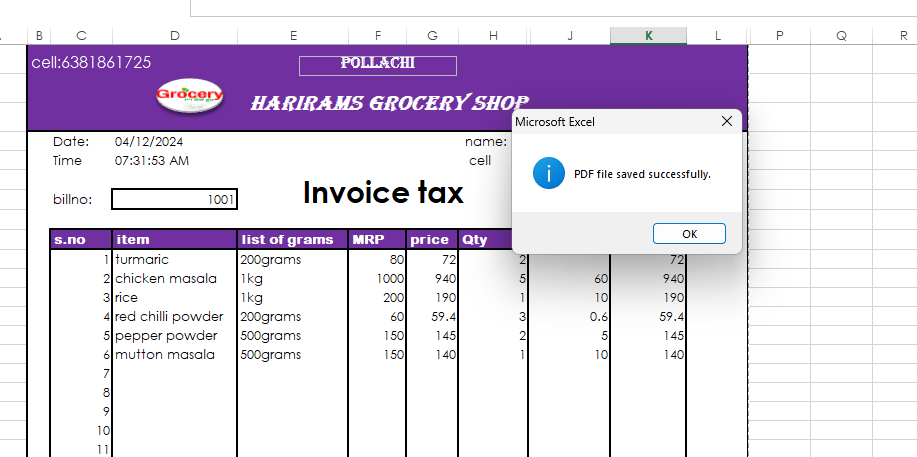 B C D E F G H J K L P Q R
cell:6381861725 POLLACHI
Grocery
HARIRAMS GROCERY SHOP
Microsoft Excel
PDF file saved successfully.
OK
Date: 04/12/2024 name:
Time 07:31:53 AM cell
billno: 1001 Invoice tax
s.no item list of grams MRP price Qty
1 turmaric 200grams 80 72 2 72
2 chicken masala 1kg 1000 940 5 60 940
3 rice 1kg 200 190 1 10 190
4 red chilli powder 200grams 60 59.4 3 0.6 59.4
5 pepper powder 500grams 150 145 2 5 145
6 mutton masala 500grams 150 140 1 10 140
7
8
9
10
11